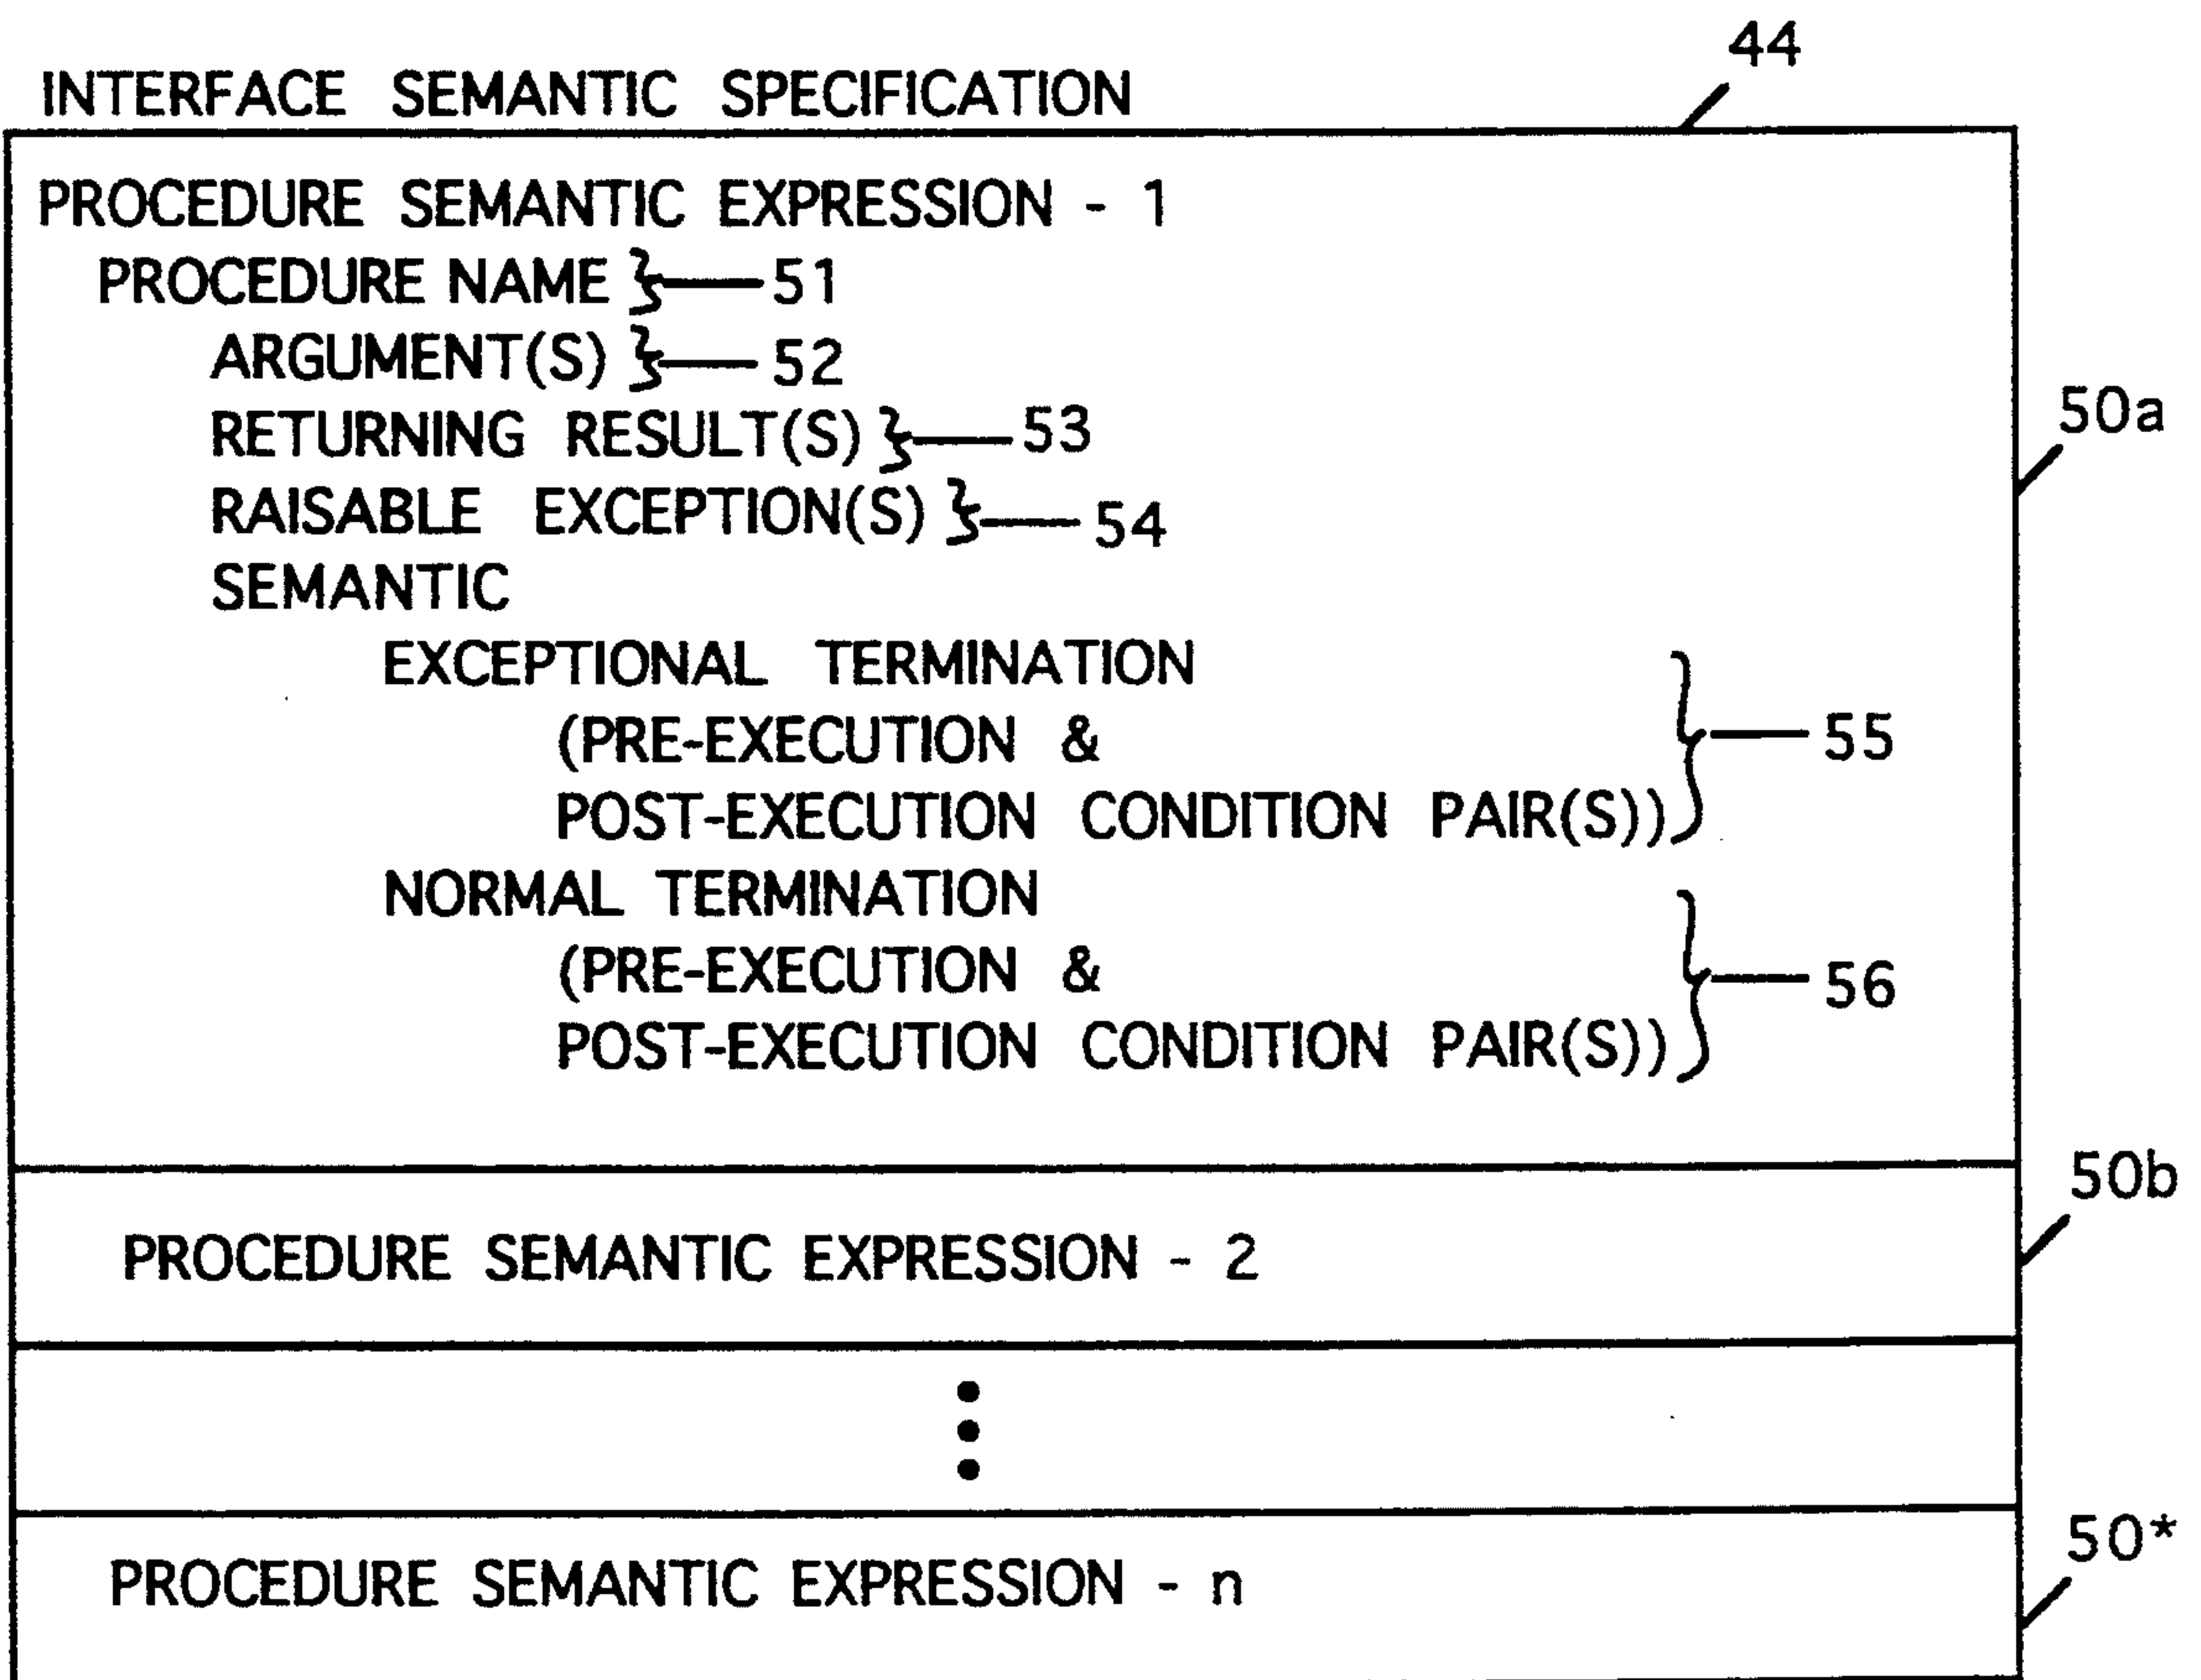 44
INTERFACE SEMANTIC SPECIFICATION
PROCEDURE SEMANTIC EXPRESSION - 1
PROCEDURE NAME } 51
ARGUMENT(S) } 52
RETURNING RESULT(S) } 53
RAISABLE EXCEPTION(S) } 54
SEMANTIC
EXCEPTIONAL TERMINATION
(PRE-EXECUTION &
POST-EXECUTION CONDITION PAIR(S))
} 55
NORMAL TERMINATION
(PRE-EXECUTION &
POST-EXECUTION CONDITION PAIR(S))
} 56
50a
PROCEDURE SEMANTIC EXPRESSION - 2
50b
PROCEDURE SEMANTIC EXPRESSION - n
50*